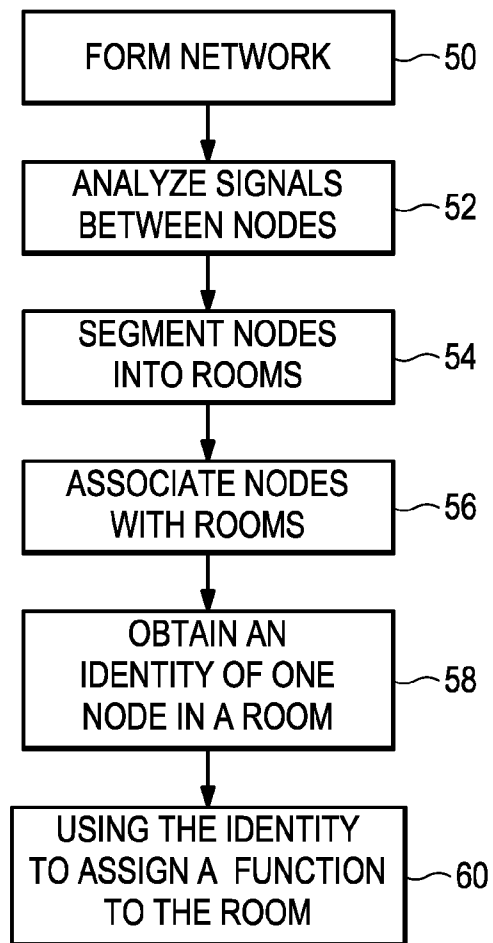 FORM NETWORK
50
ANALYZE SIGNALS
BETWEEN NODES
52
SEGMENT NODES
INTO ROOMS
54
ASSOCIATE NODES
WITH ROOMS
56
OBTAIN AN
IDENTITY OF ONE
NODE IN A ROOM
58
USING THE IDENTITY
TO ASSIGN A FUNCTION
TO THE ROOM
60